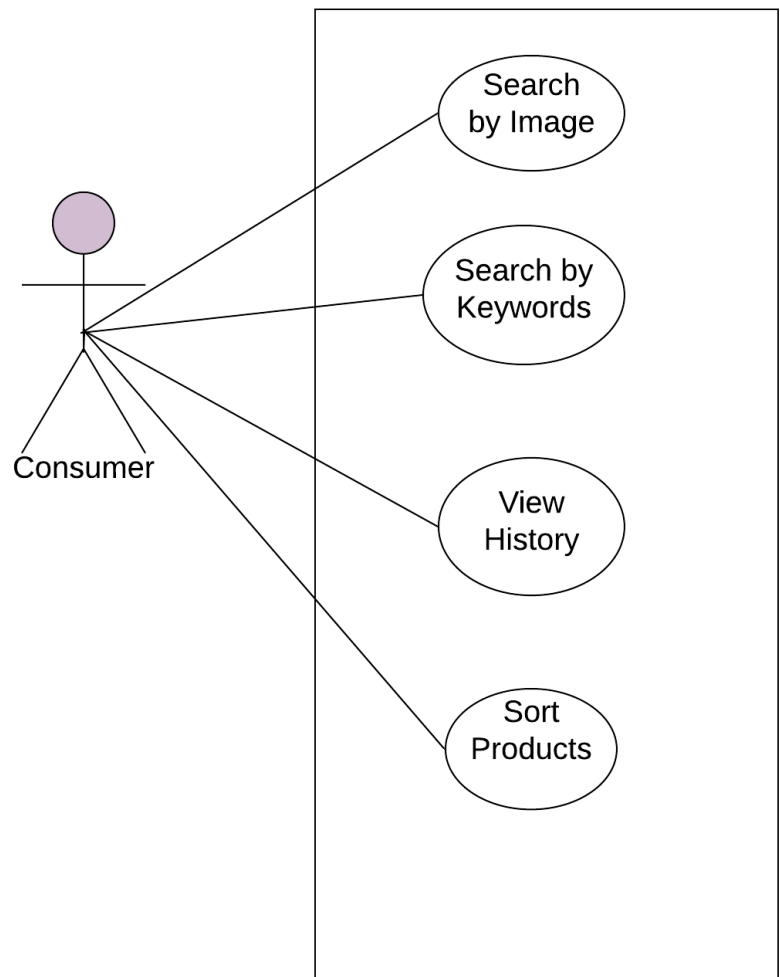 Search
by Image
Search by
Keywords
Consumer
View
History
Sort
Products